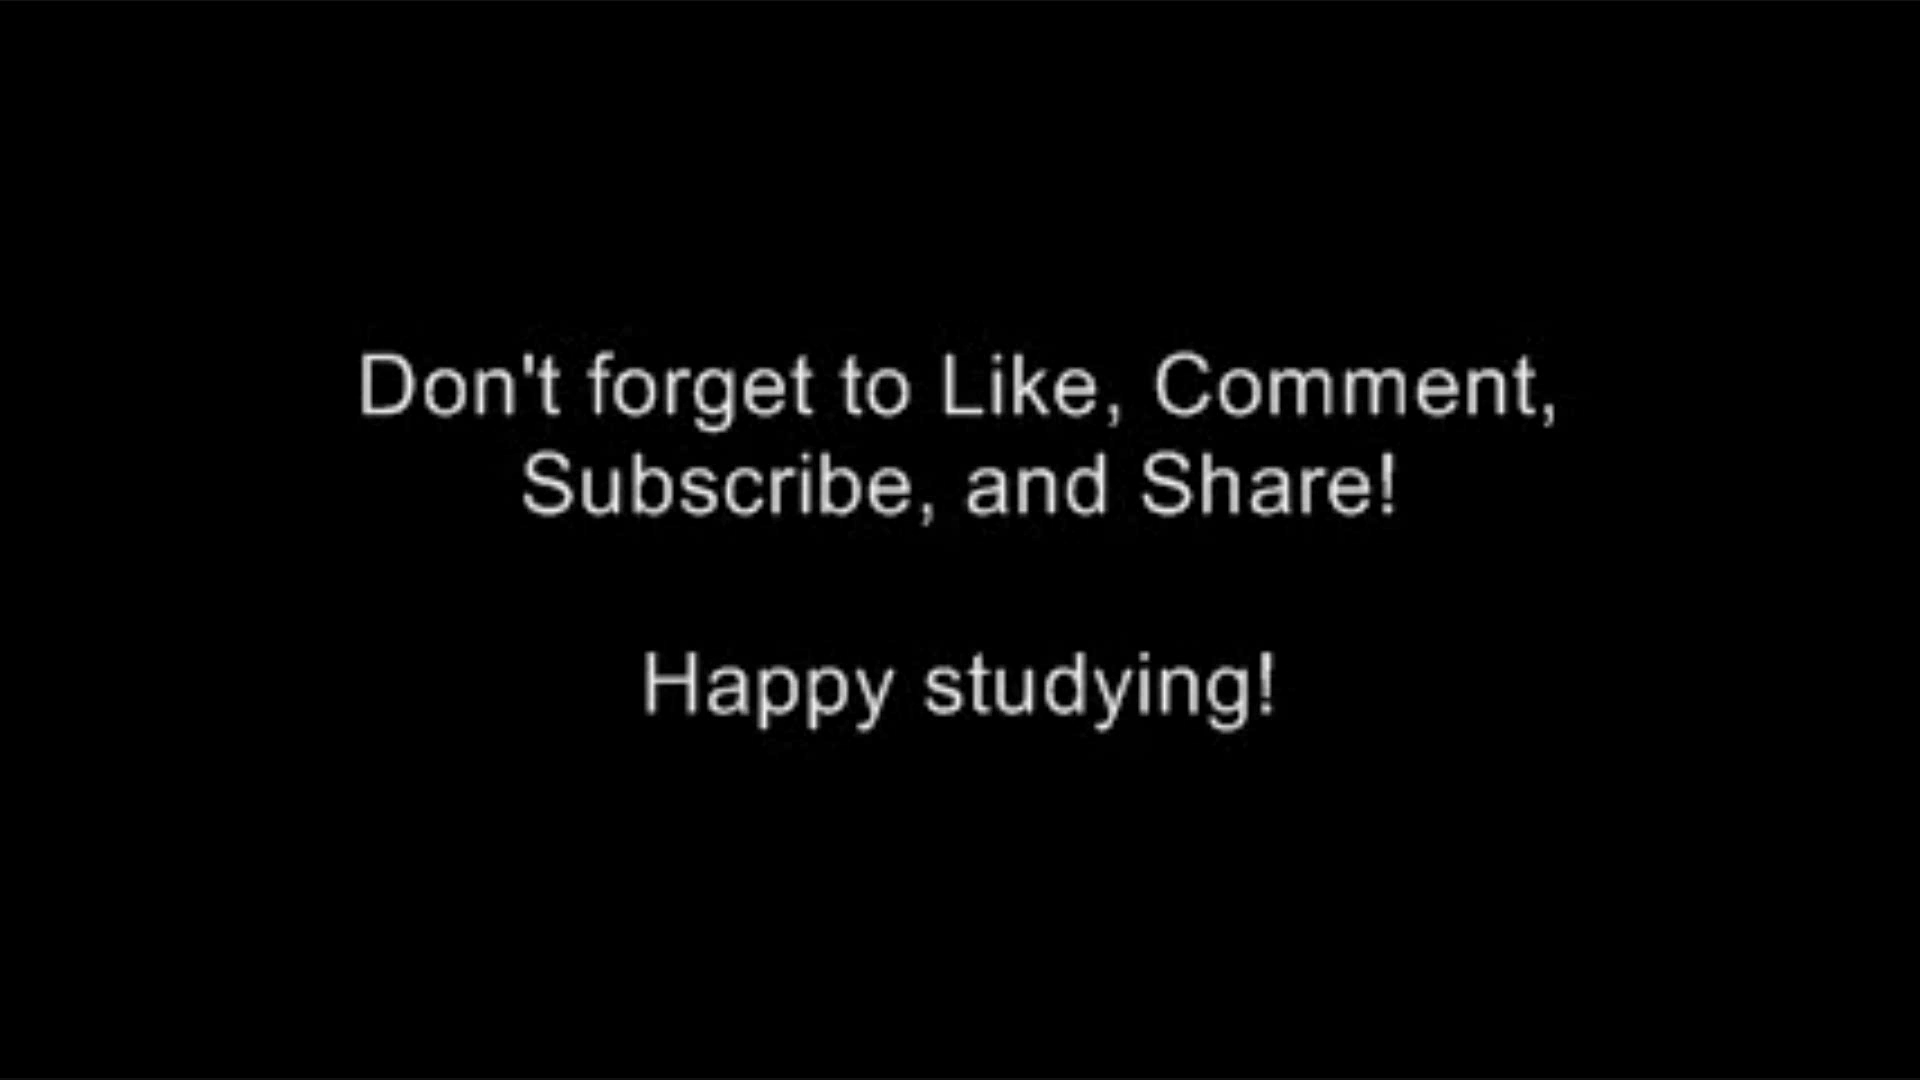 Don't forget to Like, Comment,
Subscribe, and Share!
Happy studying!